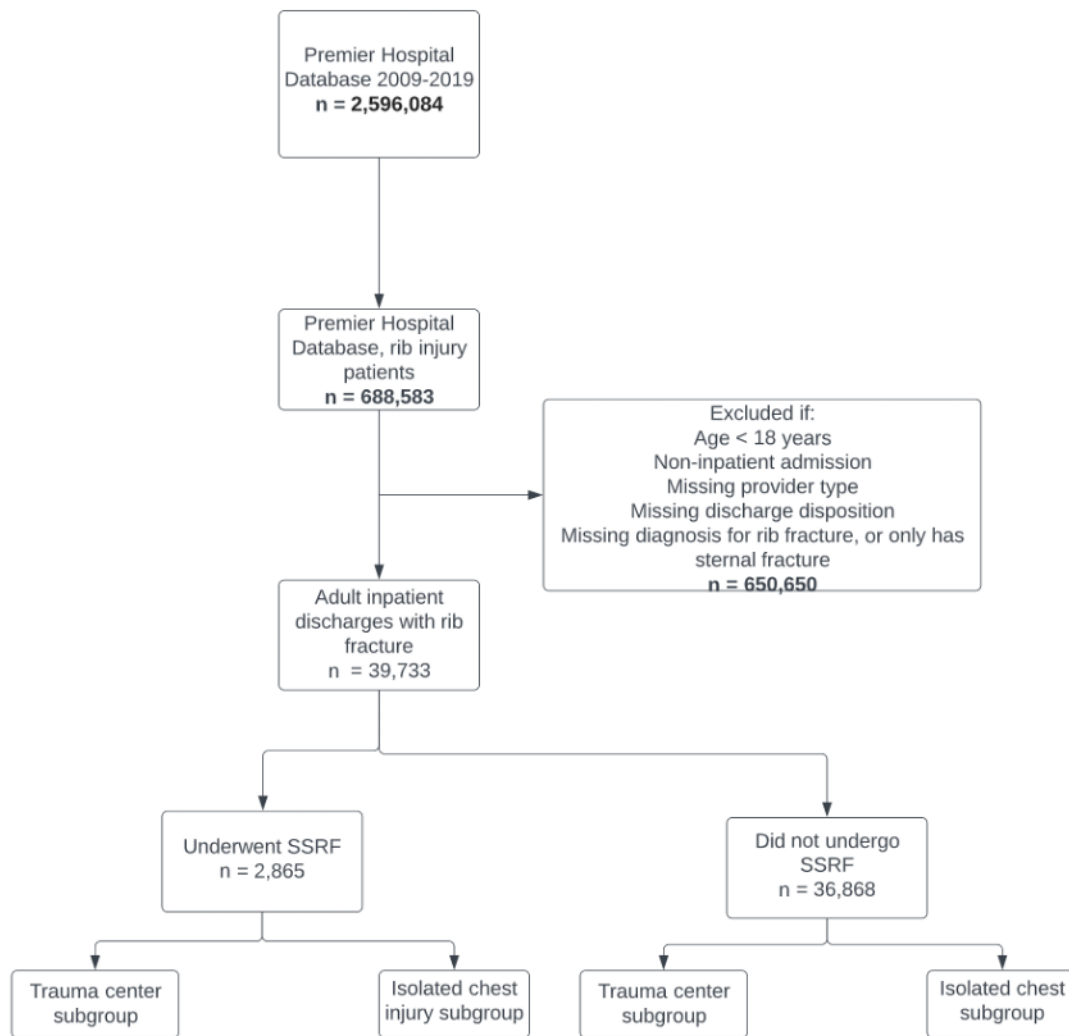 Premier Hospital
Database 2009-2019
n = 2,596,084
Premier Hospital
Database, rib injury
patients
n = 688,583
Excluded if:
Age < 18 years
Non-inpatient admission
Missing provider type
Missing discharge disposition
Missing diagnosis for rib fracture, or only has
sternal fracture
n = 650,650
Adult inpatient
discharges with rib
fracture
n = 39,733
Underwent SSRF
n = 2,865
Did not undergo
SSRF
n = 36,868
Trauma center
subgroup
Isolated chest
injury subgroup
Trauma center
subgroup
Isolated chest
subgroup